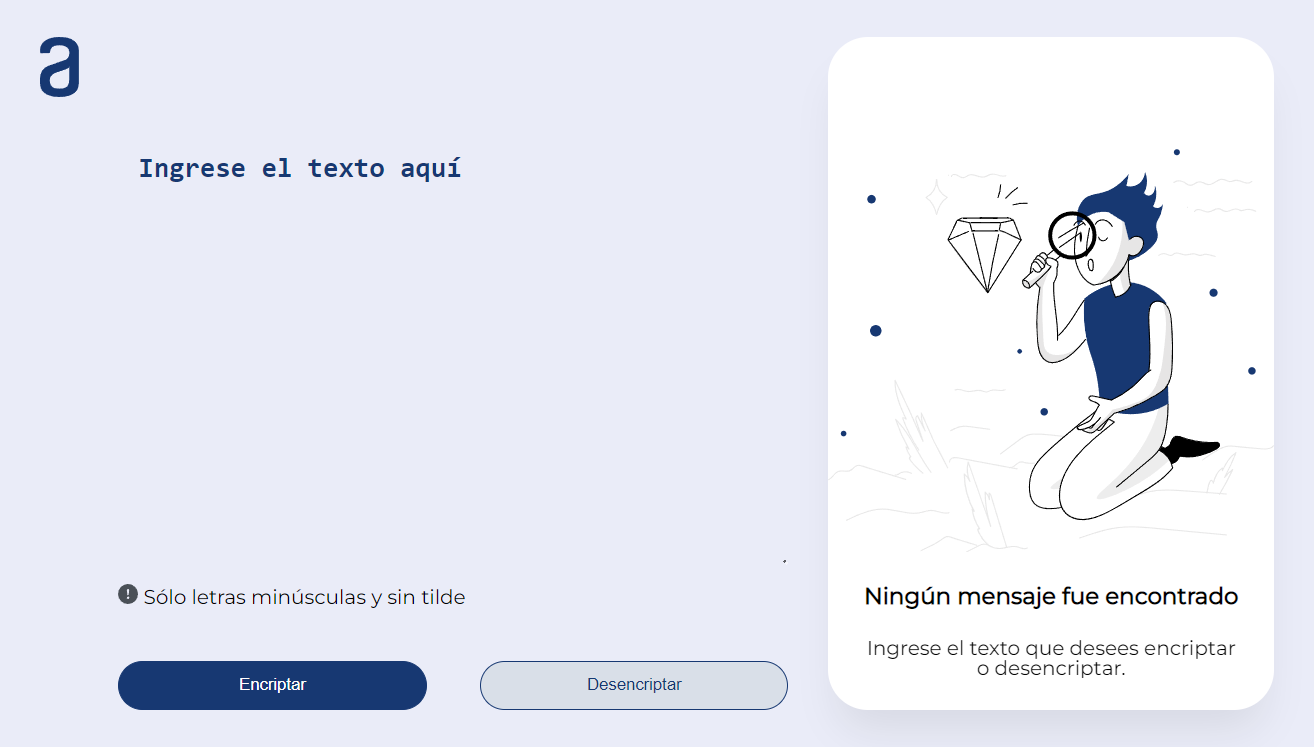 a
Ingrese el texto aquí
Sólo letras minúsculas y sin tilde
Encriptar
Desencriptar
Ningún mensaje fue encontrado
Ingrese el texto que desees encriptar
o desencriptar.